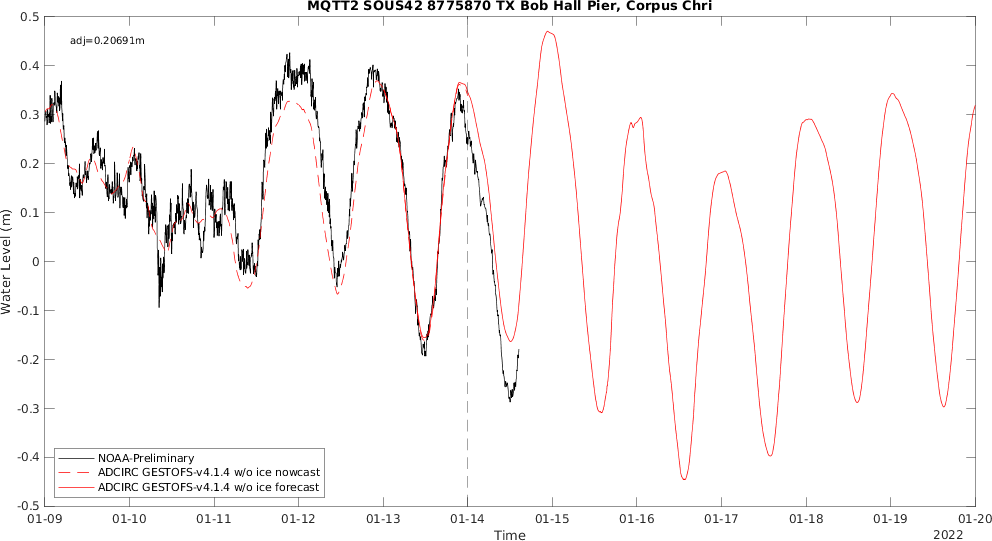 MQTT2 SOUS42 8775870 TX Bob Hall Pier, Corpus Chri
adj=0.20691m
0.5
0.4
0.3
0.2
0.1
0
-0.1
-0.2
-0.3
-0.4
-0.5
Water Level (m)
NOAA-Preliminary
ADCIRC GESTOFS-v4.1.4 w/o ice nowcast
ADCIRC GESTOFS-v4.1.4 w/o ice forecast
01-09 01-10 01-11 01-12 01-13 01-14 01-15 01-16 01-17 01-18 01-19 01-20
Time
2022